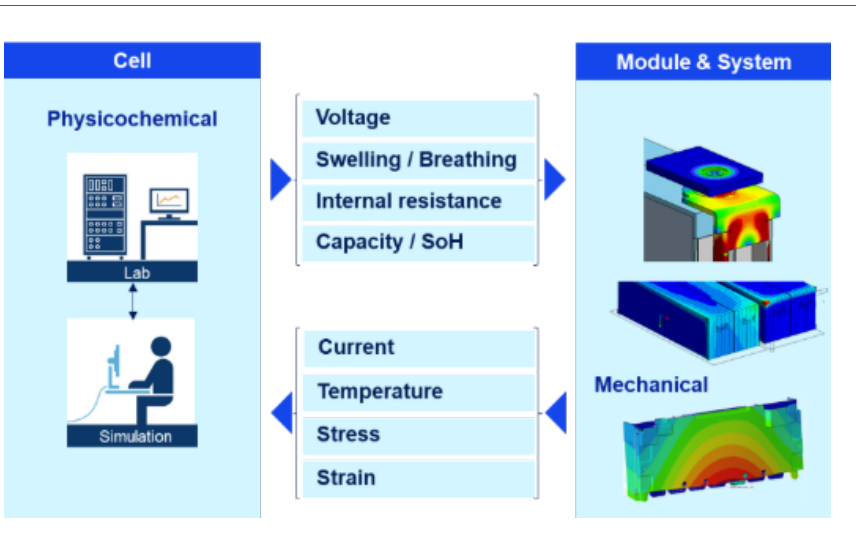 Cell
Physicochemical
Lab
Simulation
Voltage
Swelling / Breathing
Internal resistance
Capacity / SoH
Current
Temperature
Stress
Strain
Module & System
Mechanical